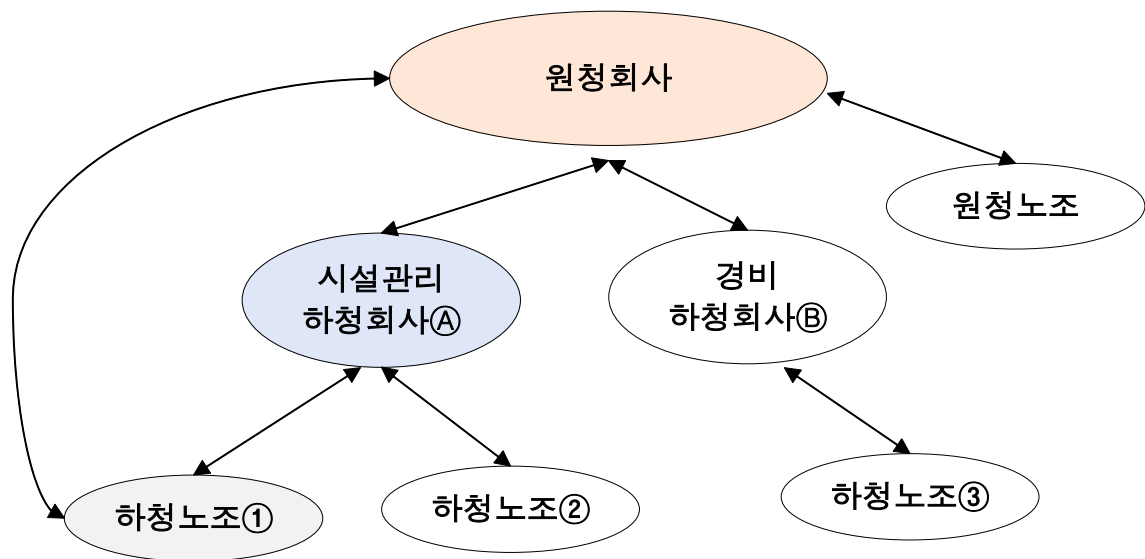 원청회사
원청노조
시설관리
하청회사Ⓐ
경비
하청회사Ⓑ
하청노조①
하청노조②
하청노조③